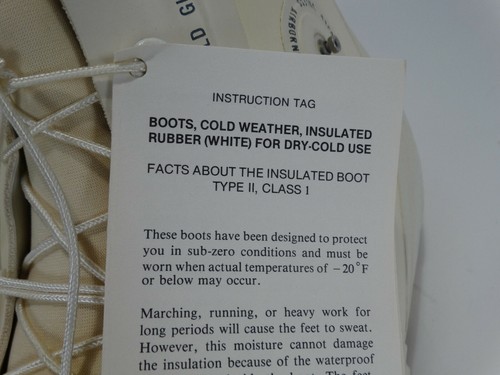 LD G
AIRBORN
INSTRUCTION TAG
BOOTS, COLD WEATHER, INSULATED
RUBBER (WHITE) FOR DRY-COLD USE
FACTS ABOUT THE INSULATED BOOT
TYPE II, CLASS 1
These boots have been designed to protect
you in sub-zero conditions and must be
worn when actual temperatures of −20°F
or below may occur.
Marching, running, or heavy work for
long periods will cause the feet to sweat.
However, this moisture cannot damage
the insulation because of the waterproof